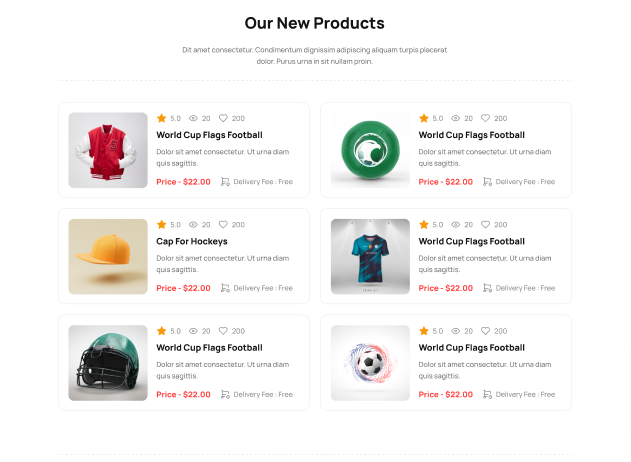 Our New Products
Dit amet consectetur. Condimentum dignissim adipiscing aliquam turpis placerat
dolor. Purus urna in sit nullam proin.
5.0 20 200
World Cup Flags Football
Dolor sit amet consectetur. Ut urna diam
quis sagittis.
Price - $22.00 Delivery Fee : Free
5.0 20 200
World Cup Flags Football
Dolor sit amet consectetur. Ut urna diam
quis sagittis.
Price - $22.00 Delivery Fee : Free
5.0 20 200
Cap For Hockeys
Dolor sit amet consectetur. Ut urna diam
quis sagittis.
Price - $22.00 Delivery Fee : Free
5.0 20 200
World Cup Flags Football
Dolor sit amet consectetur. Ut urna diam
quis sagittis.
Price - $22.00 Delivery Fee : Free
5.0 20 200
World Cup Flags Football
Dolor sit amet consectetur. Ut urna diam
quis sagittis.
Price - $22.00 Delivery Fee : Free
5.0 20 200
World Cup Flags Football
Dolor sit amet consectetur. Ut urna diam
quis sagittis.
Price - $22.00 Delivery Fee : Free